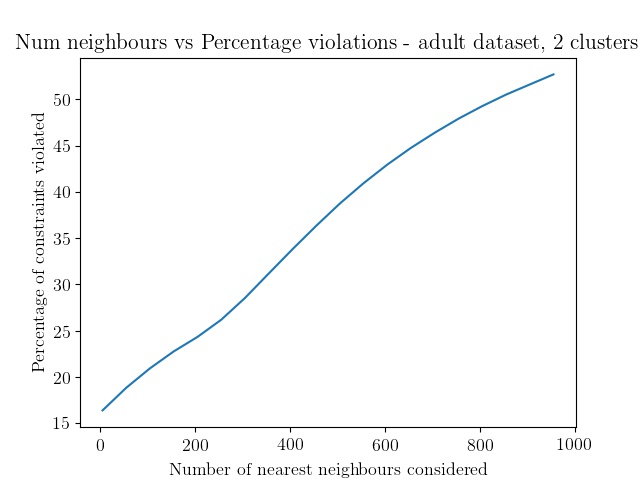 Num neighbours vs Percentage violations - adult dataset, 2 clusters
Percentage of constraints violated
50
45
40
35
30
25
20
15
0 200 400 600 800 1000
Number of nearest neighbours considered